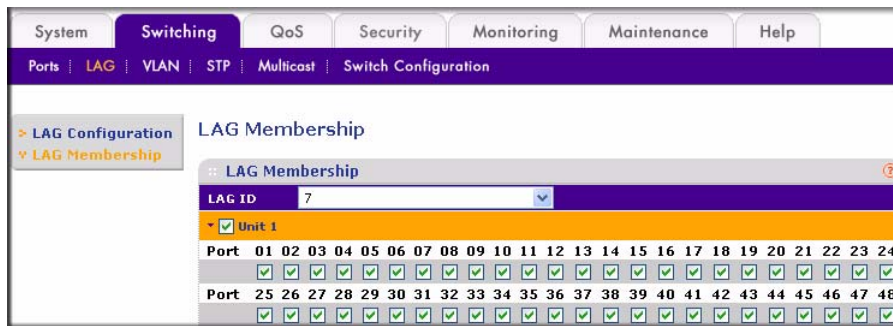 System Switching QoS Security Monitoring Maintenance Help
Ports LAG VLAN STP Multicast Switch Configuration
LAG Configuration
LAG Membership
LAG Membership
LAG Membership
LAG ID 7
Unit 1
Port 01 02 03 04 05 06 07 08 09 10 11 12 13 14 15 16 17 18 19 20 21 22 23 24
Port 25 26 27 28 29 30 31 32 33 34 35 36 37 38 39 40 41 42 43 44 45 46 47 48